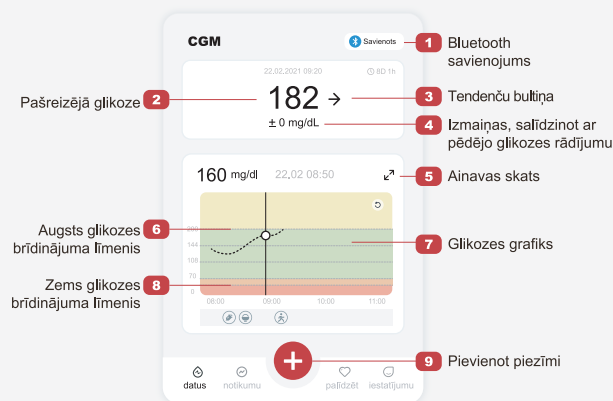 CGM
Savienots
1 Bluetooth
savienojums
22.02.2021 09:20
8D 1h
Pašreizējā glikoze 2
182
3 Tendenču bultiņa
± 0 mg/dL
4 Izmaiņas, salīdzinot ar
pēdējo glikozes rādījumu
160 mg/dl 22.02 08:50
5 Ainavas skats
Augsts glikozes 6
brīdinājuma līmenis
200
144
108
70
0
7 Glikozes grafiks
Zems glikozes 8
brīdinājuma līmenis
08:00 09:00 10:00 11:00
9 Pievienot piezīmi
datus notikumu palīdzēt iestatījumu